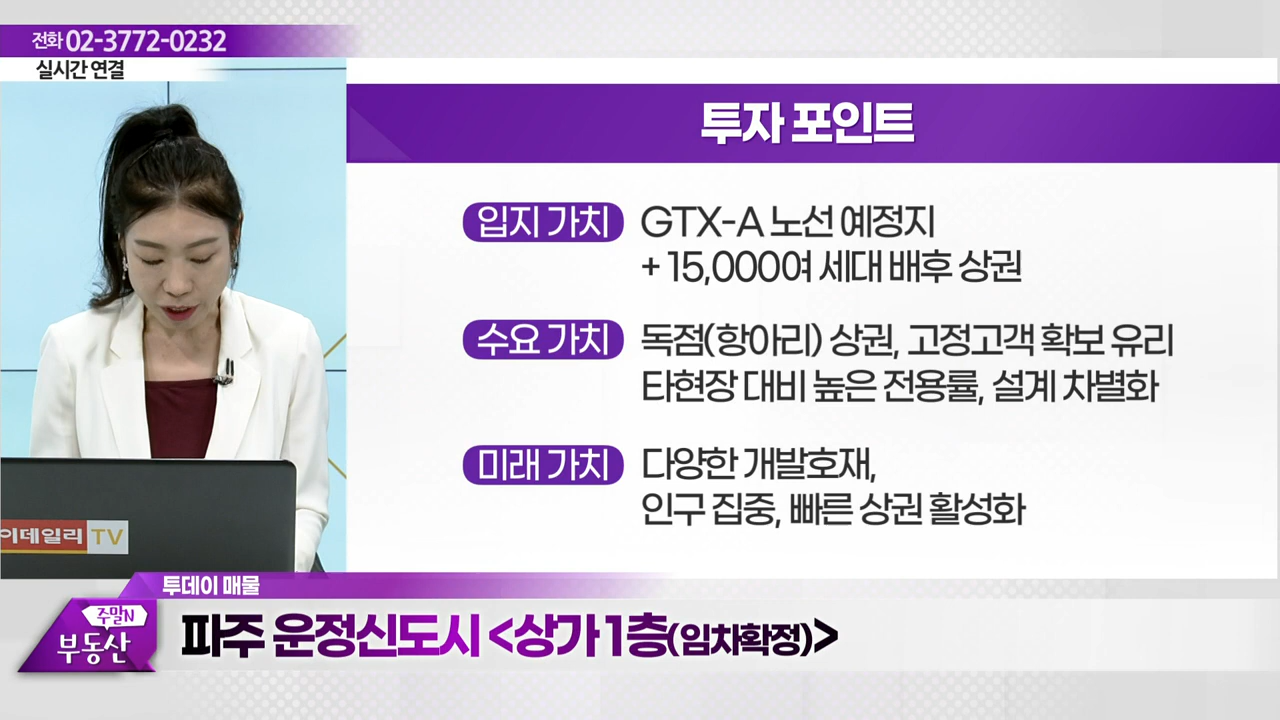 전화 02-3772-0232
실시간 연결
투자 포인트
입지 가치 GTX-A 노선 예정지
+ 15,000여 세대 배후 상권
수요 가치 독점(항아리) 상권, 고정고객 확보 유리
타현장 대비 높은 전용률, 설계 차별화
미래 가치 다양한 개발호재,
인구 집중, 빠른 상권 활성화
이데일리 TV
투데이 매물
주말N
부동산
파주 운정신도시 <상가 1층(임차확정)>